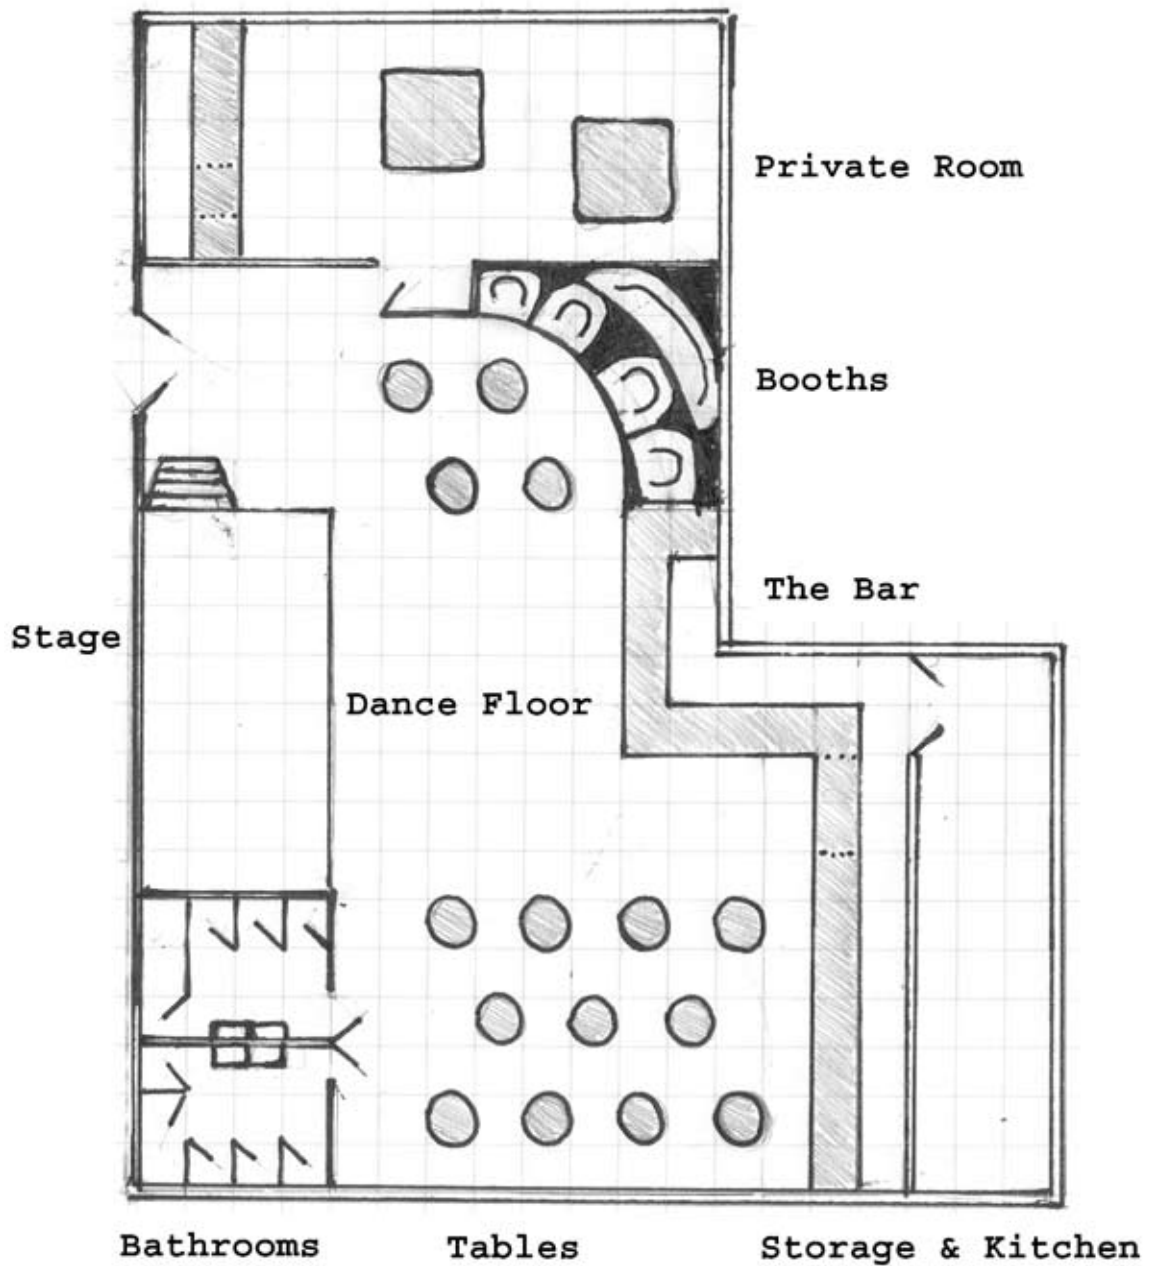 Private Room
Booths
The Bar
Stage
Dance Floor
Bathrooms
Tables
Storage & Kitchen